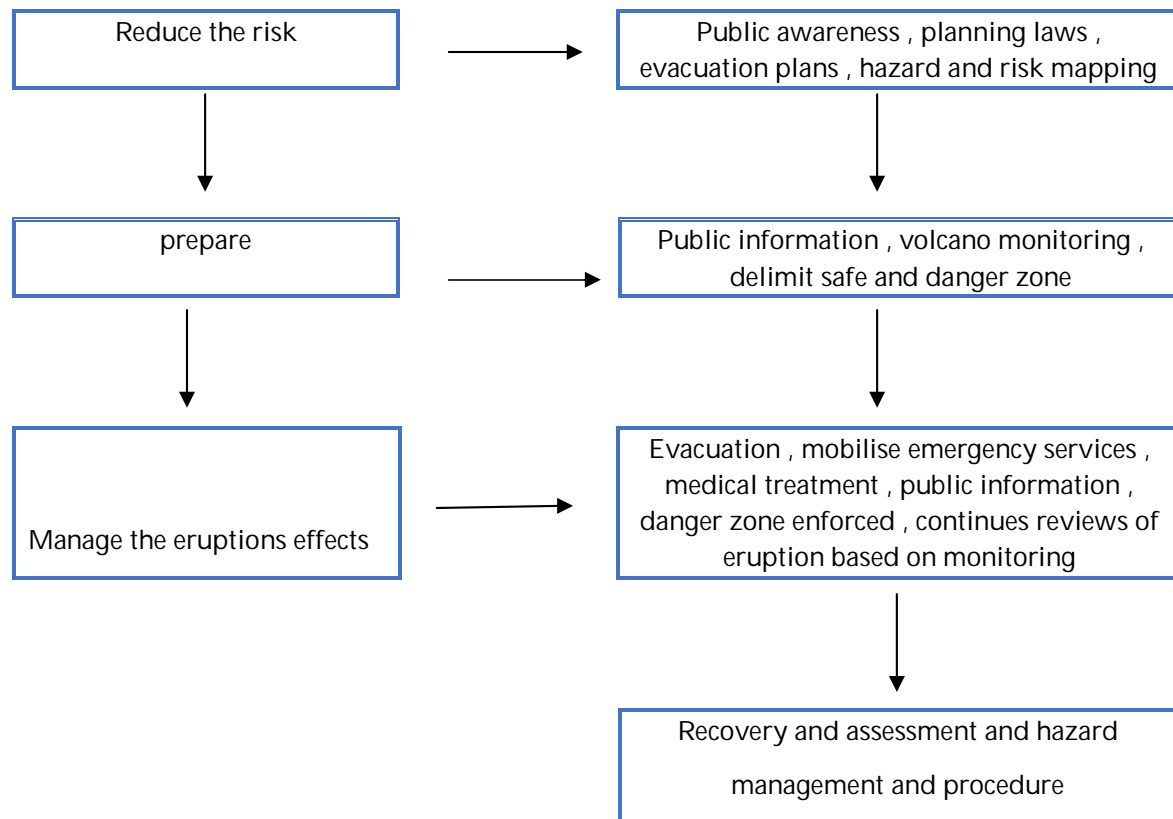 Reduce the risk
Public awareness , planning laws ,
evacuation plans , hazard and risk mapping
prepare
Public information , volcano monitoring ,
delimit safe and danger zone
Manage the eruptions effects
Evacuation , mobilise emergency services ,
medical treatment , public information ,
danger zone enforced , continues reviews of
eruption based on monitoring
Recovery and assessment and hazard
management and procedure